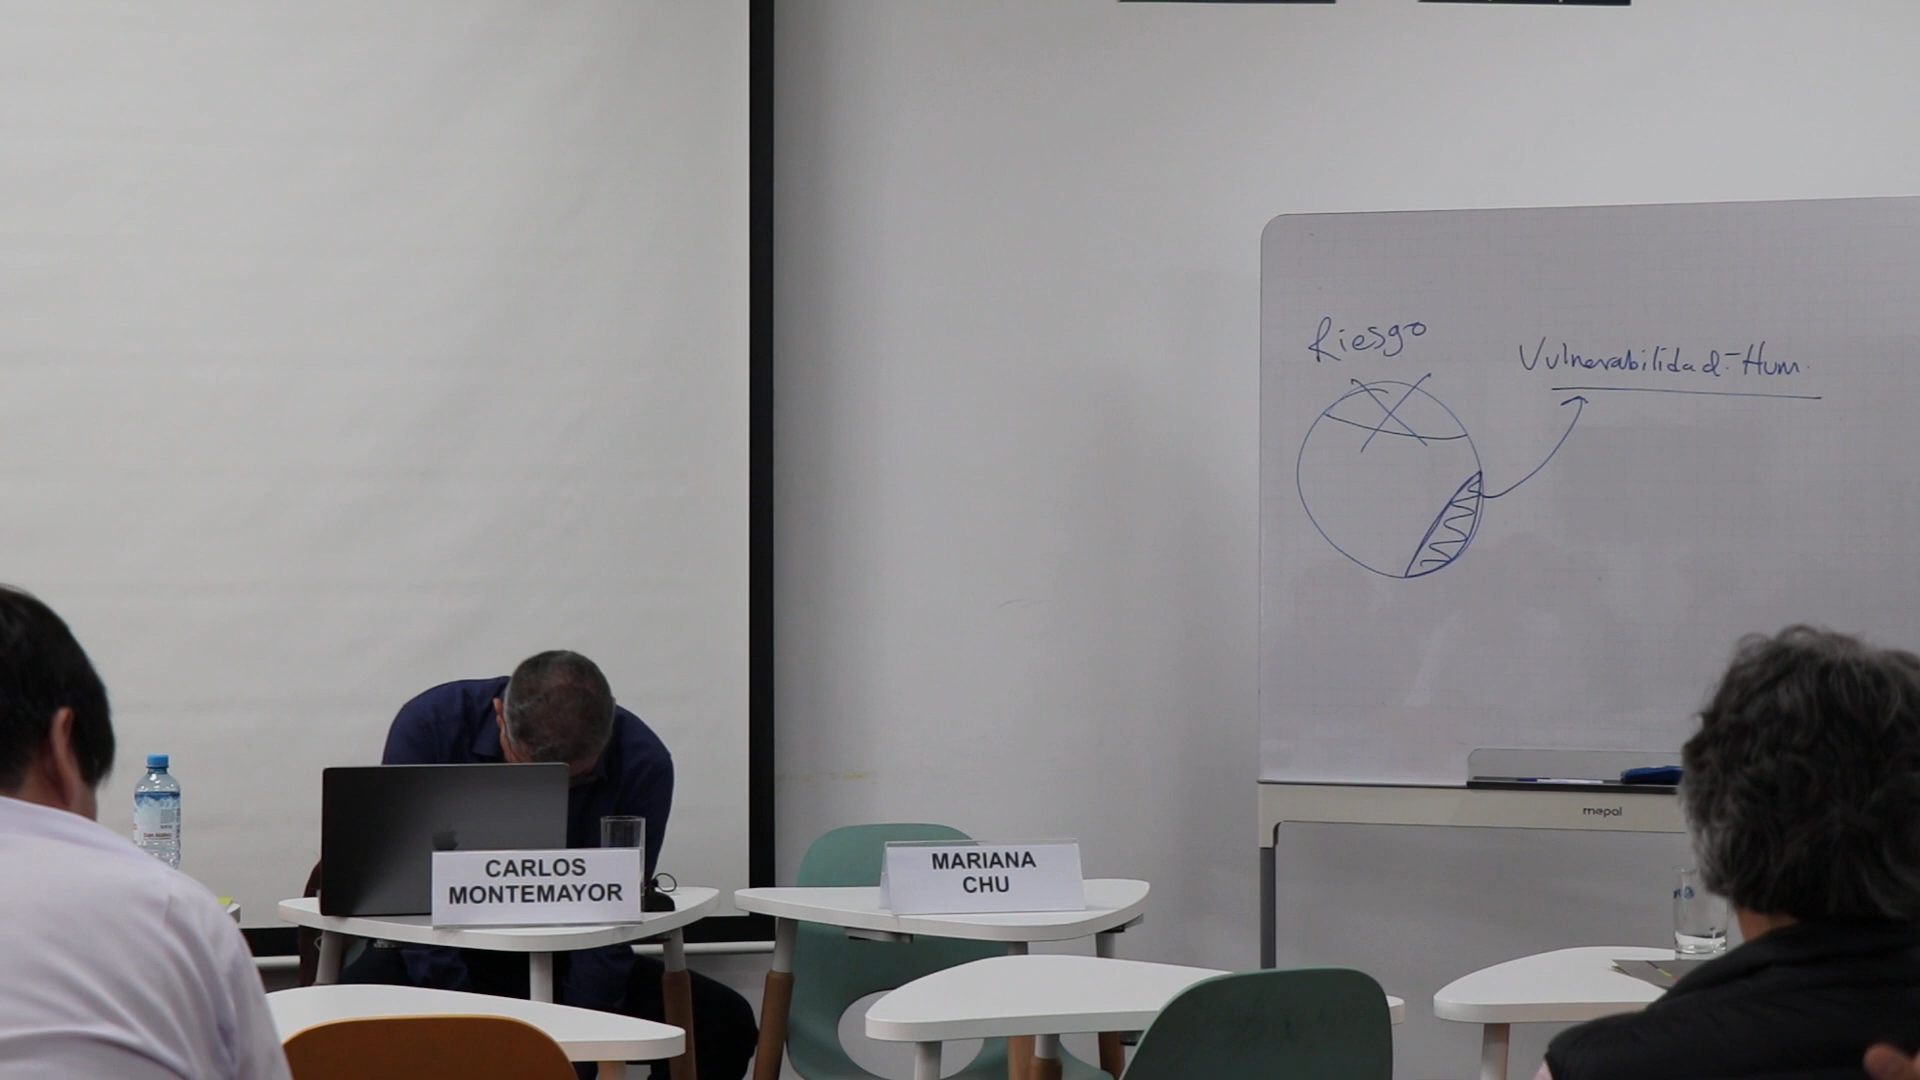 Riesgo
Vulnerabilidad - Hum.
CARLOS
MONTEMAYOR
MARIANA
CHU
mepal